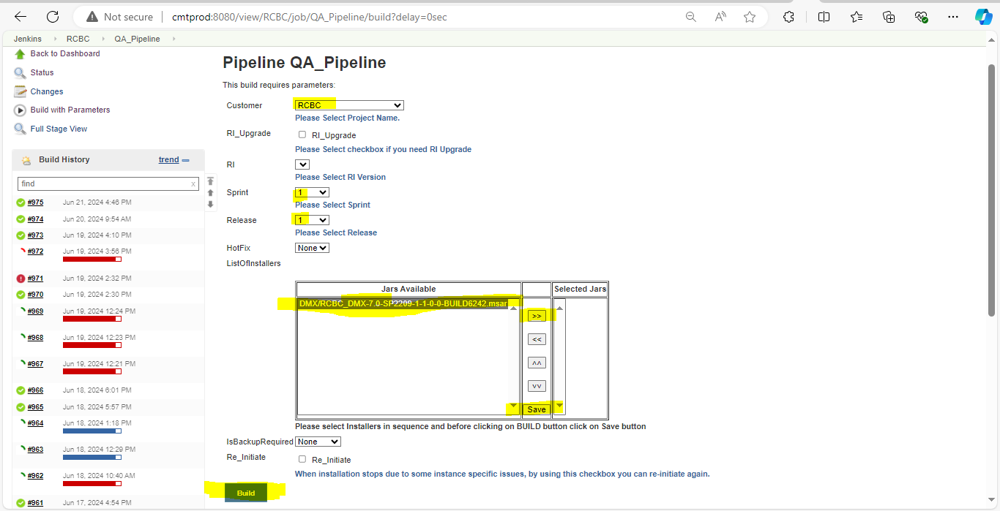 Not secure cmtprod:8080/view/RCBC/job/QA_Pipeline/build?delay=0sec
Jenkins RCBC QA_Pipeline
Back to Dashboard
Status
Changes
Build with Parameters
Full Stage View
Build History trend
find x
#975 Jun 21, 2024 4:46 PM
#974 Jun 20, 2024 9:54 AM
#973 Jun 19, 2024 4:10 PM
#972 Jun 19, 2024 3:56 PM
#971 Jun 19, 2024 2:32 PM
#970 Jun 19, 2024 2:30 PM
#969 Jun 19, 2024 12:24 PM
#968 Jun 19, 2024 12:23 PM
#967 Jun 19, 2024 12:21 PM
#966 Jun 18, 2024 6:01 PM
#965 Jun 18, 2024 5:57 PM
#964 Jun 18, 2024 1:18 PM
#963 Jun 18, 2024 12:29 PM
#962 Jun 18, 2024 10:40 AM
#961 Jun 17, 2024 4:54 PM
Pipeline QA_Pipeline
This build requires parameters:
Customer RCBC
Please Select Project Name.
RI_Upgrade RI_Upgrade
Please Select checkbox if you need RI Upgrade
RI
Please Select RI Version
Sprint 1
Please Select Sprint
Release 1
Please Select Release
HotFix None
ListOfInstallers
Jars Available Selected Jars
DMX/RCBC_DMX-7.0-SP2209-1-1-0-0-BUILD6242.msar
>>
<<
^^
vv
Save
Please select Installers in sequence and before clicking on BUILD button click on Save button
IsBackupRequired None
Re_Initiate Re_Initiate
When installation stops due to some instance specific issues, by using this checkbox you can re-initiate again.
Build